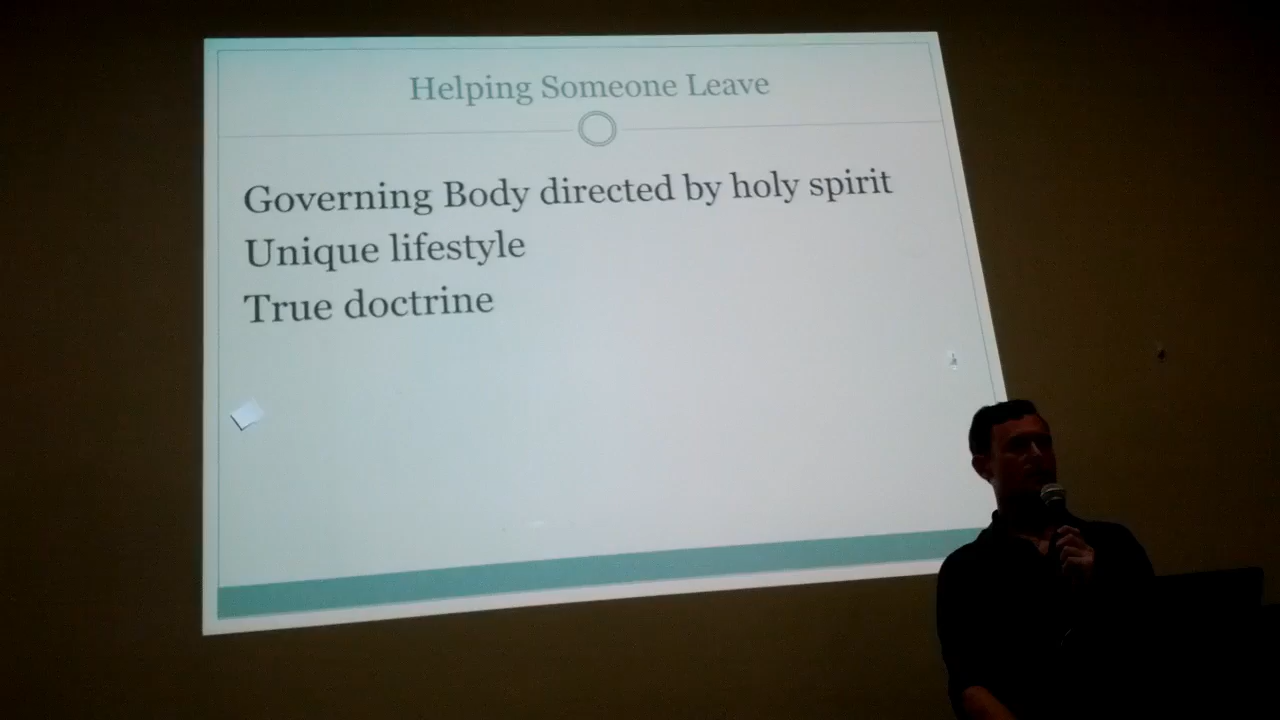 Helping Someone Leave
Governing Body directed by holy spirit
Unique lifestyle
True doctrine